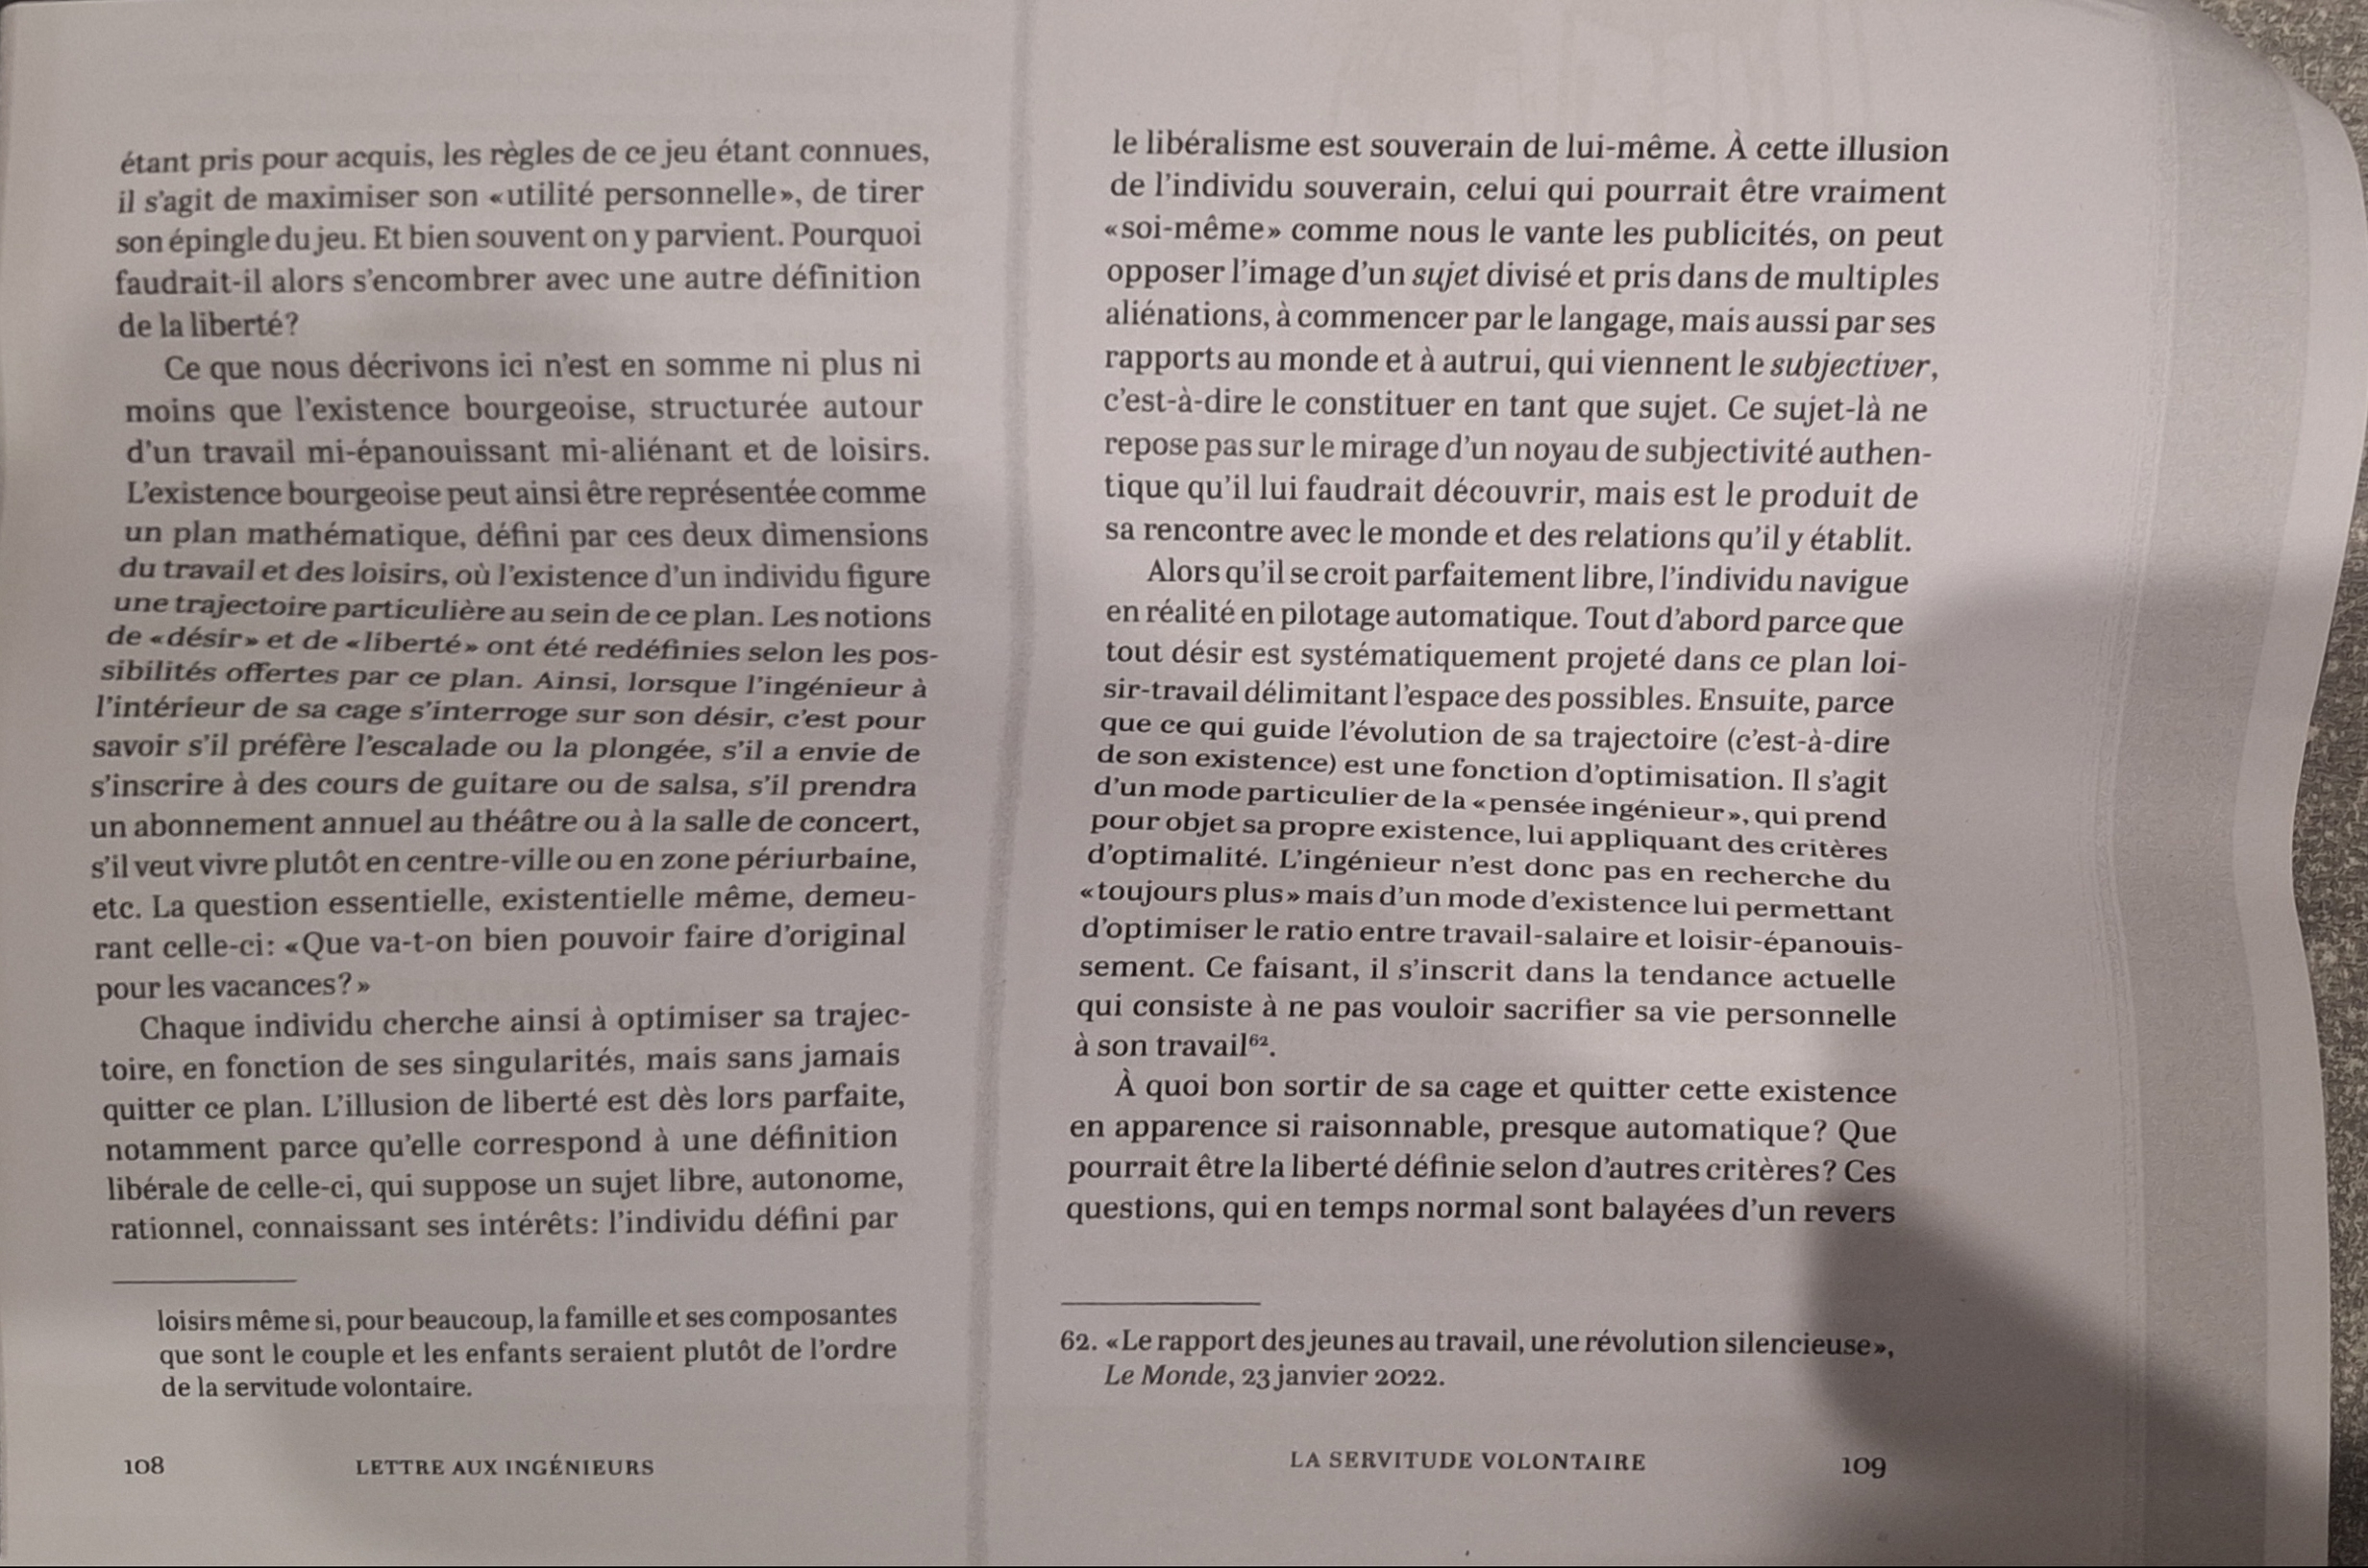 étant pris pour acquis, les règles de ce jeu étant connues,
il s'agit de maximiser son «utilité personnelle», de tirer
son épingle du jeu. Et bien souvent on y parvient. Pourquoi
faudrait-il alors s'encombrer avec une autre définition
de la liberté?
Ce que nous décrivons ici n'est en somme ni plus ni
moins que l'existence bourgeoise, structurée autour
d'un travail mi-épanouissant mi-aliénant et de loisirs.
L'existence bourgeoise peut ainsi être représentée comme
un plan mathématique, défini par ces deux dimensions
du travail et des loisirs, où l'existence d'un individu figure
une trajectoire particulière au sein de ce plan. Les notions
de «désir» et de «liberté» ont été redéfinies selon les pos-
sibilités offertes par ce plan. Ainsi, lorsque l'ingénieur à
l'intérieur de sa cage s'interroge sur son désir, c'est pour
savoir s'il préfère l'escalade ou la plongée, s'il a envie de
s'inscrire à des cours de guitare ou de salsa, s'il prendra
un abonnement annuel au théâtre ou à la salle de concert,
s'il veut vivre plutôt en centre-ville ou en zone périurbaine,
etc. La question essentielle, existentielle même, demeu-
rant celle-ci: «Que va-t-on bien pouvoir faire d'original
pour les vacances?»
Chaque individu cherche ainsi à optimiser sa trajec-
toire, en fonction de ses singularités, mais sans jamais
quitter ce plan. L'illusion de liberté est dès lors parfaite,
notamment parce qu'elle correspond à une définition
libérale de celle-ci, qui suppose un sujet libre, autonome,
rationnel, connaissant ses intérêts: l'individu défini par
loisirs même si, pour beaucoup, la famille et ses composantes
que sont le couple et les enfants seraient plutôt de l'ordre
de la servitude volontaire.
108 LETTRE AUX INGÉNIEURS
le libéralisme est souverain de lui-même. À cette illusion
de l'individu souverain, celui qui pourrait être vraiment
«soi-même» comme nous le vante les publicités, on peut
opposer l'image d'un sujet divisé et pris dans de multiples
aliénations, à commencer par le langage, mais aussi par ses
rapports au monde et à autrui, qui viennent le subjectiver,
c'est-à-dire le constituer en tant que sujet. Ce sujet-là ne
repose pas sur le mirage d'un noyau de subjectivité authen-
tique qu'il lui faudrait découvrir, mais est le produit de
sa rencontre avec le monde et des relations qu'il y établit.
Alors qu'il se croit parfaitement libre, l'individu navigue
en réalité en pilotage automatique. Tout d'abord parce que
tout désir est systématiquement projeté dans ce plan loi-
sir-travail délimitant l'espace des possibles. Ensuite, parce
que ce qui guide l'évolution de sa trajectoire (c'est-à-dire
de son existence) est une fonction d'optimisation. Il s'agit
d'un mode particulier de la «pensée ingénieur», qui prend
pour objet sa propre existence, lui appliquant des critères
d'optimalité. L'ingénieur n'est donc pas en recherche du
«toujours plus» mais d'un mode d'existence lui permettant
d'optimiser le ratio entre travail-salaire et loisir-épanouis-
sement. Ce faisant, il s'inscrit dans la tendance actuelle
qui consiste à ne pas vouloir sacrifier sa vie personnelle
à son travail⁶².
À quoi bon sortir de sa cage et quitter cette existence
en apparence si raisonnable, presque automatique? Que
pourrait être la liberté définie selon d'autres critères? Ces
questions, qui en temps normal sont balayées d'un revers
62. «Le rapport des jeunes au travail, une révolution silencieuse»,
Le Monde, 23 janvier 2022.
LA SERVITUDE VOLONTAIRE 109